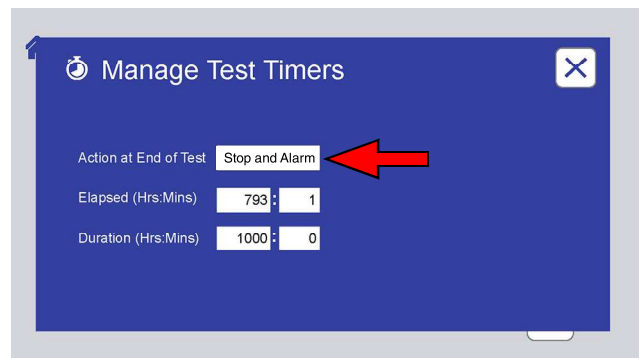 Manage Test Timers
Action at End of Test Stop and Alarm
Elapsed (Hrs:Mins) 793 : 1
Duration (Hrs:Mins) 1000 : 0